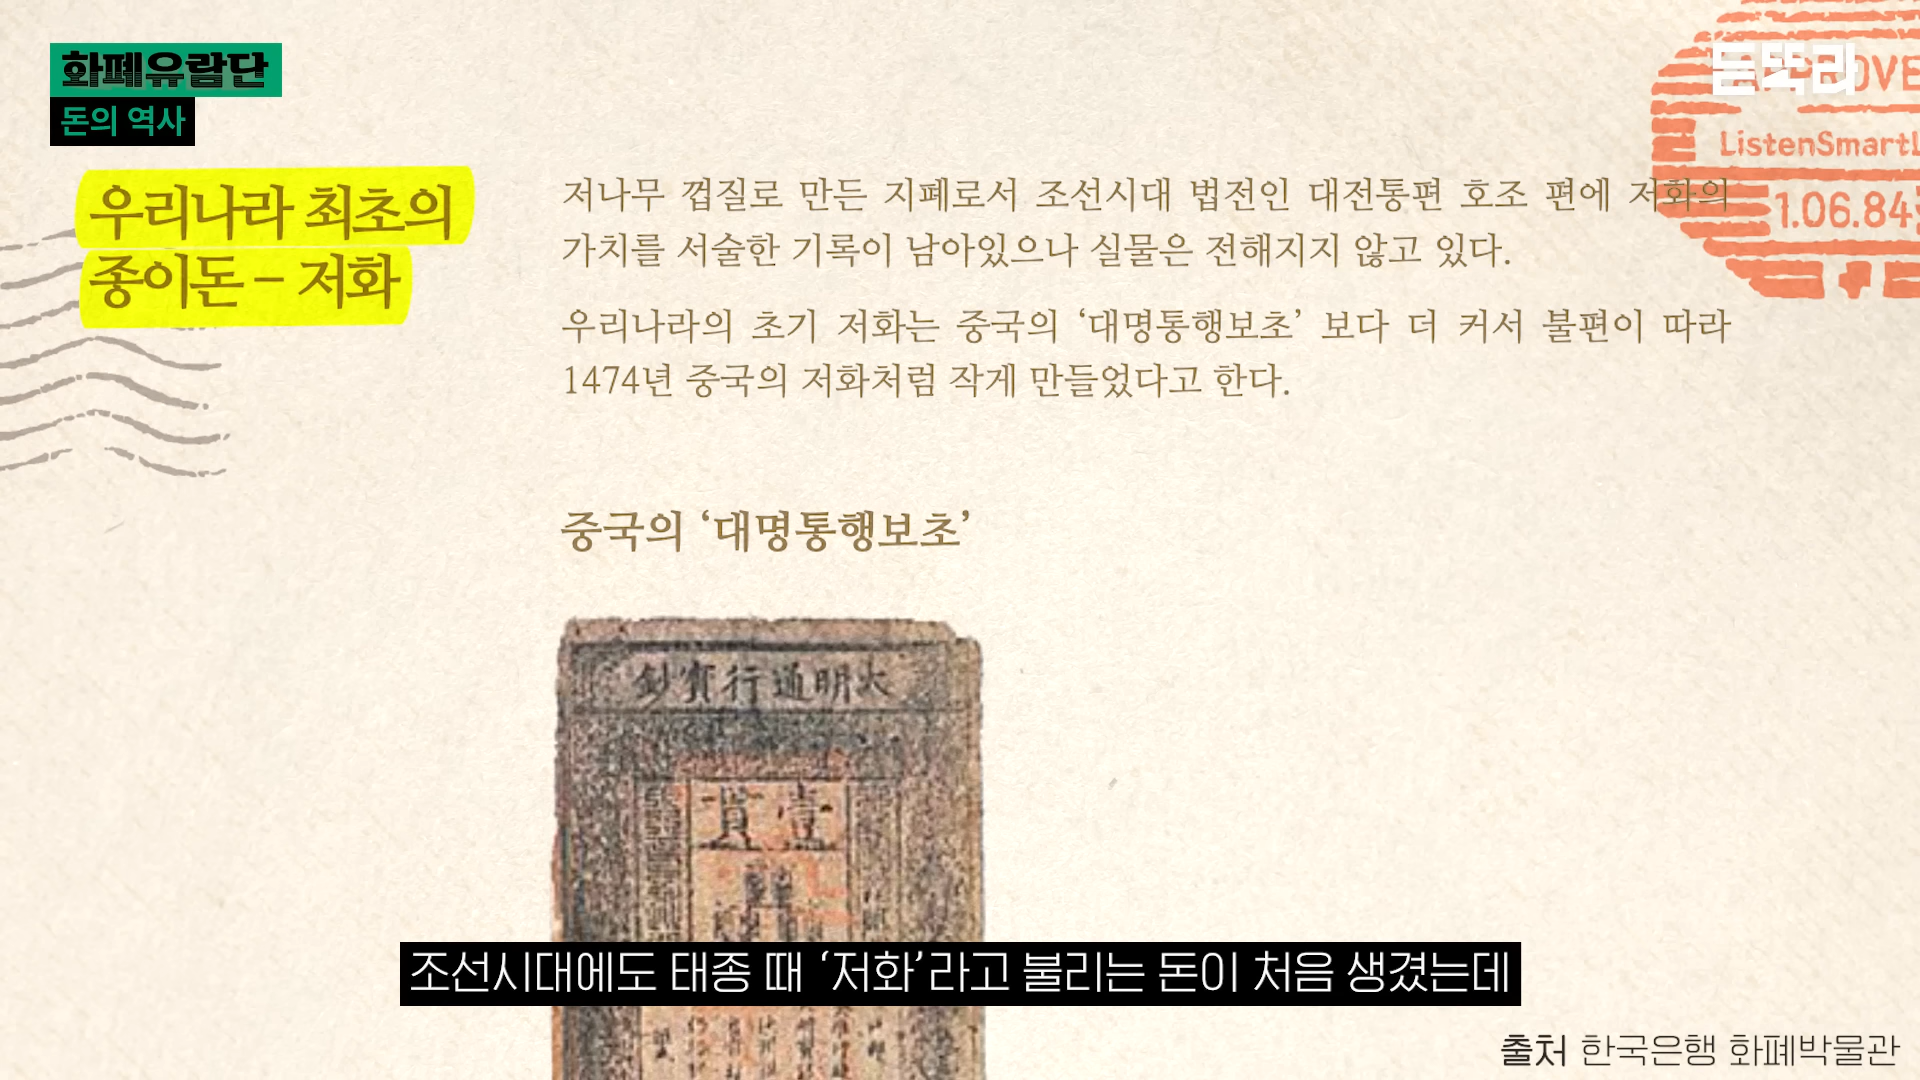 화폐유람단
돈의 역사
돈또라
ListenSmartL
1.06.84
우리나라 최초의
종이돈 – 저화
저나무 껍질로 만든 지폐로서 조선시대 법전인 대전통편 호조 편에 저화의
가치를 서술한 기록이 남아있으나 실물은 전해지지 않고 있다.
우리나라의 초기 저화는 중국의 ‘대명통행보초’ 보다 더 커서 불편이 따라
1474년 중국의 저화처럼 작게 만들었다고 한다.
중국의 ‘대명통행보초’
鈔寳行通明大
貫壹
조선시대에도 태종 때 ‘저화’라고 불리는 돈이 처음 생겼는데
출처 한국은행 화폐박물관